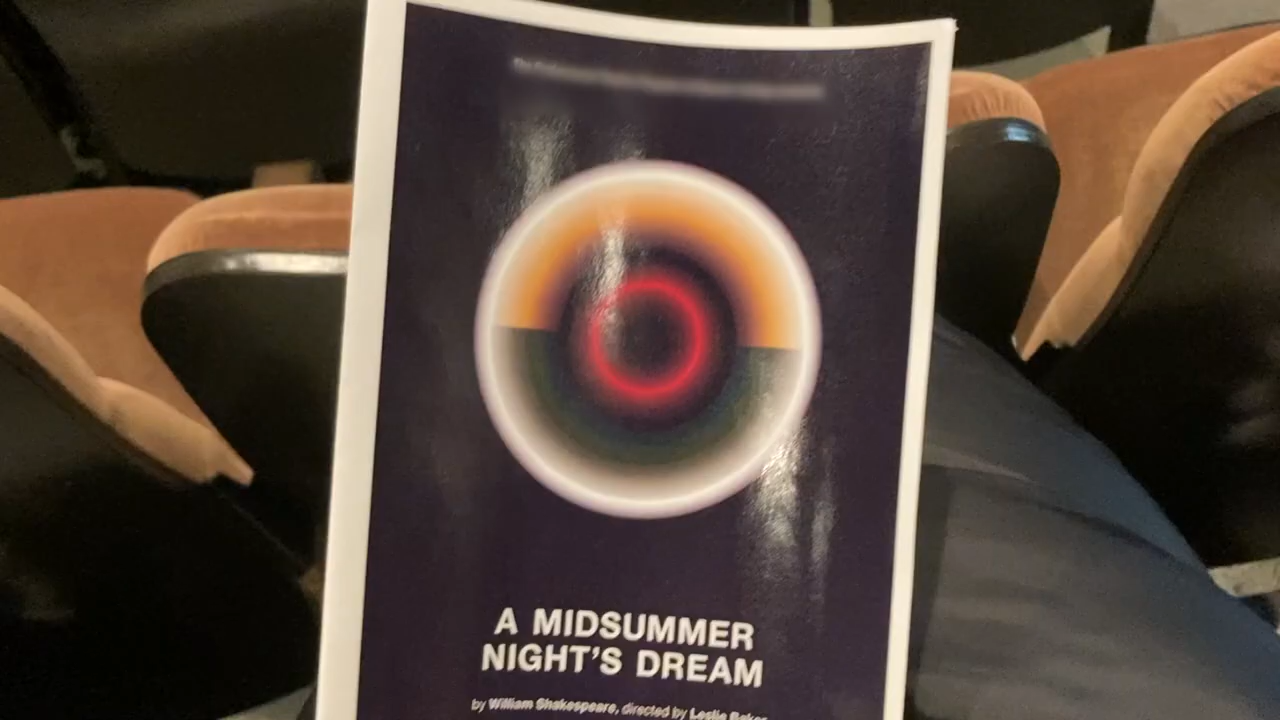 A MIDSUMMER
NIGHT'S DREAM
by William Shakespeare, directed by Leslie Baker